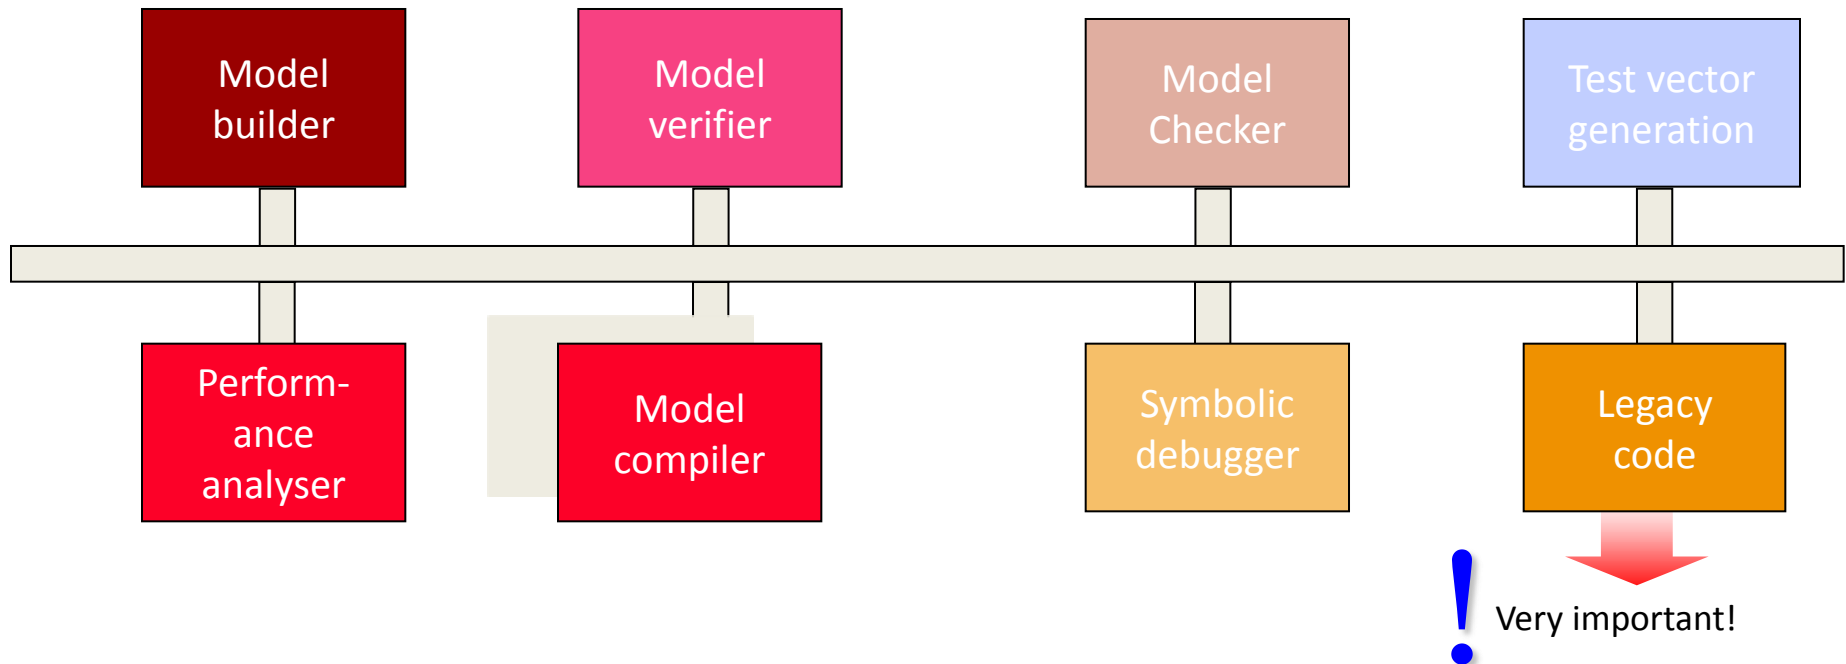 Model
builder
Model
verifier
Model
Checker
Test vector
generation
Perform-
ance
analyser
Model
compiler
Symbolic
debugger
Legacy
code
!
Very important!